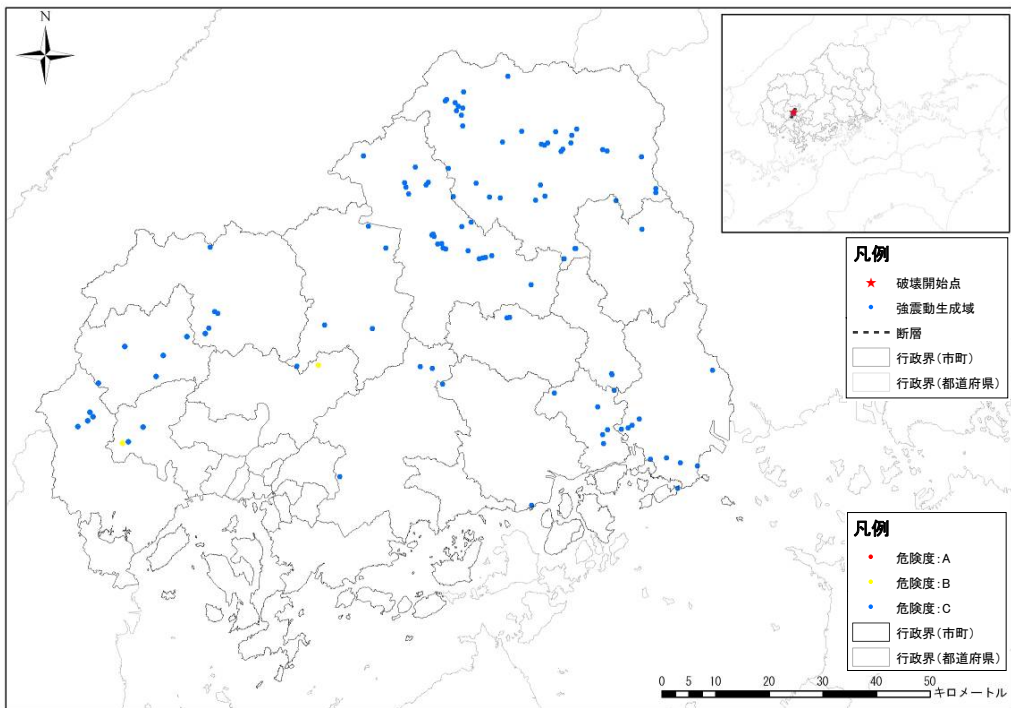 N
凡例
破壊開始点
強震動生成域
断層
行政界(市町)
行政界(都道府県)
凡例
危険度:A
危険度:B
危険度:C
行政界(市町)
行政界(都道府県)
0 5 10 20 30 40 50
キロメートル